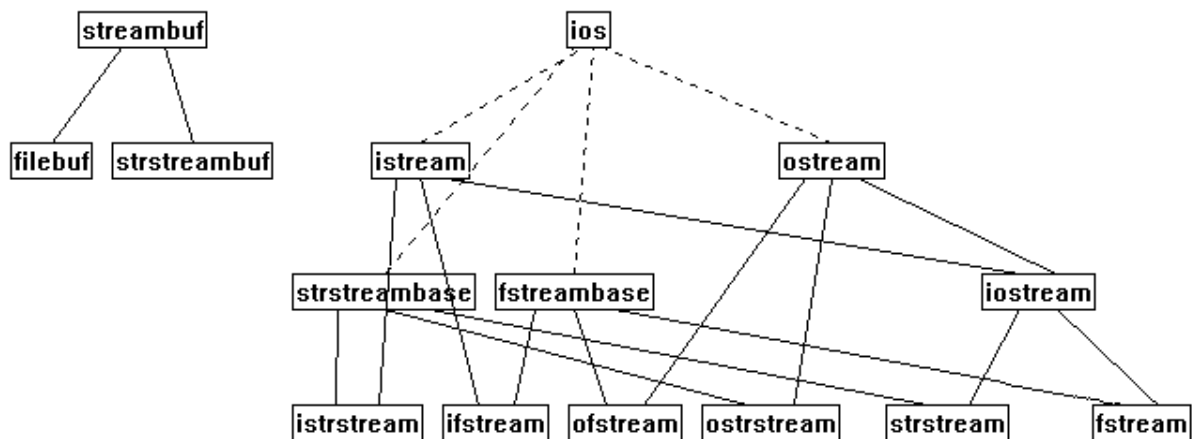 streambuf
ios
filebuf
strstreambuf
istream
ostream
strstreambase
fstreambase
iostream
istrstream
ifstream
ofstream
ostrstream
strstream
fstream